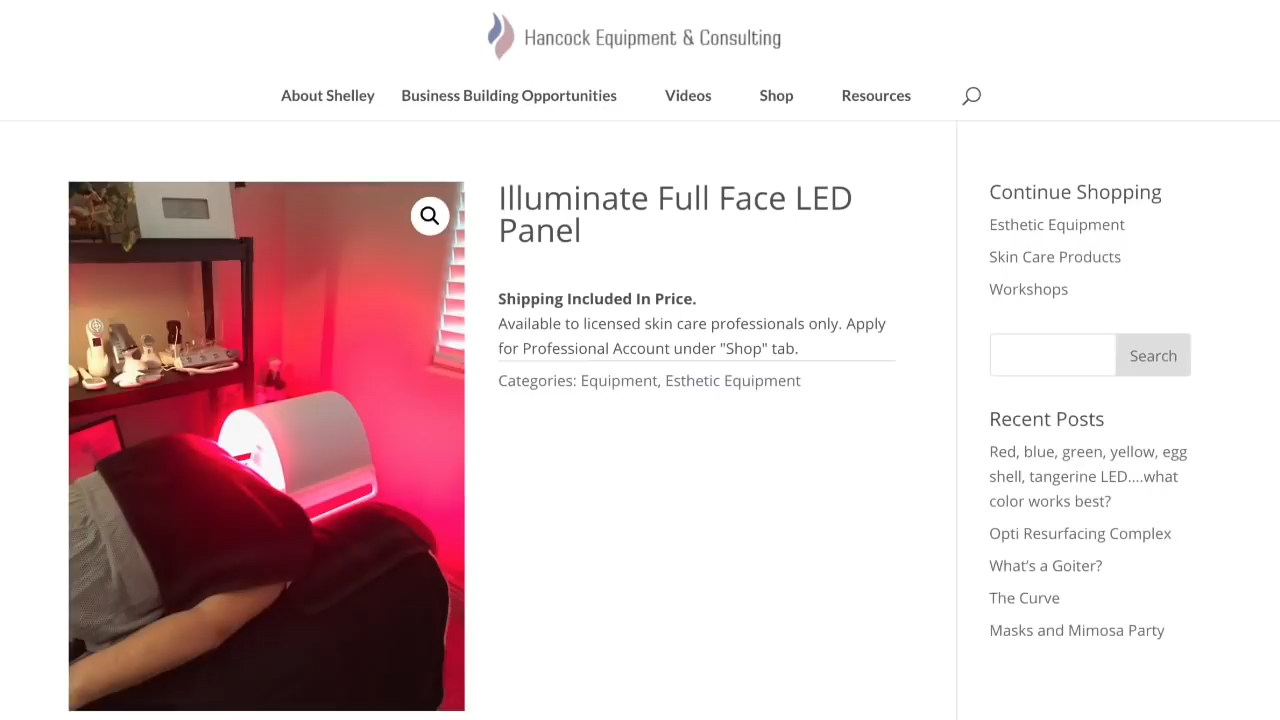 Hancock Equipment & Consulting
About Shelley
Business Building Opportunities
Videos
Shop
Resources
Illuminate Full Face LED
Panel
Shipping Included In Price.
Available to licensed skin care professionals only. Apply
for Professional Account under "Shop" tab.
Categories: Equipment, Esthetic Equipment
Continue Shopping
Esthetic Equipment
Skin Care Products
Workshops
Search
Recent Posts
Red, blue, green, yellow, egg
shell, tangerine LED....what
color works best?
Opti Resurfacing Complex
What’s a Goiter?
The Curve
Masks and Mimosa Party